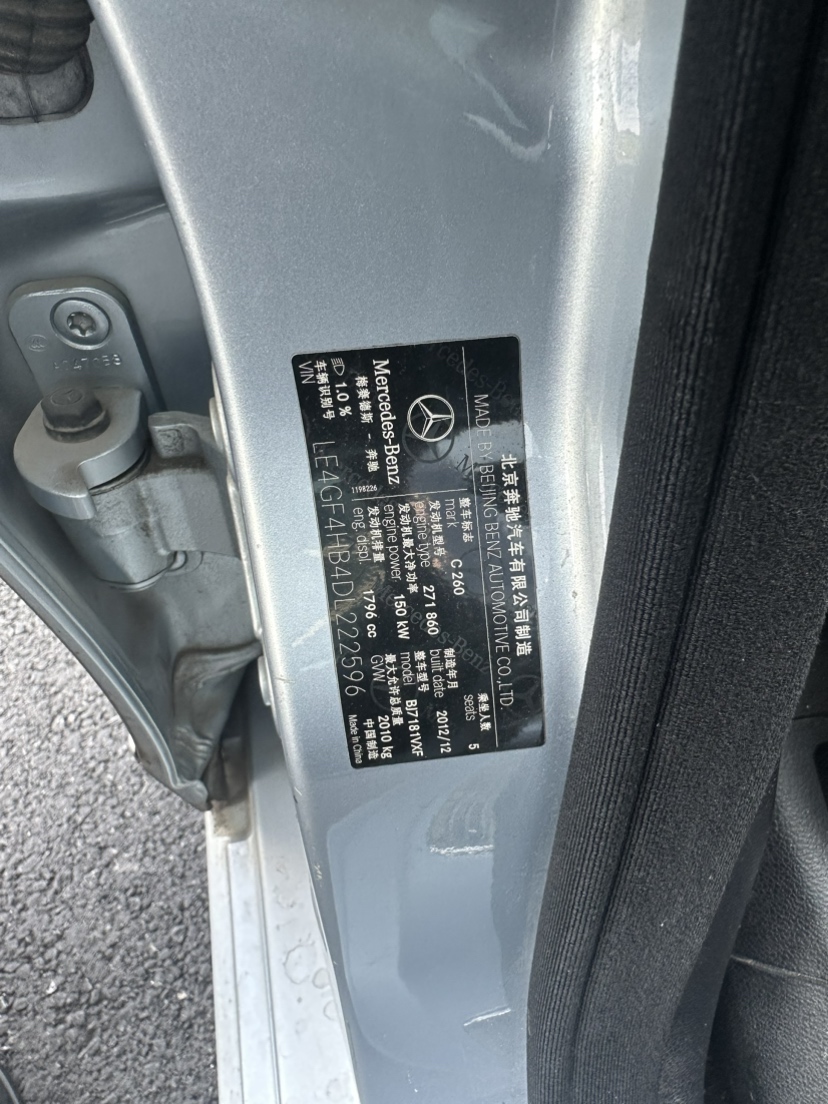 北京奔驰汽车有限公司制造
MADE BY BEIJING BENZ AUTOMOTIVE CO.,LTD.
整车标志 mark C 260
乘坐人数 seats 5
发动机型号 engine type 271 860
制造年月 built date 2012/12
Mercedes-Benz
梅赛德斯 - 奔驰
发动机最大净功率 engine power 150 kW
整车型号 model BJ7181VXF
1.0 %
1198226
发动机排量 eng. displ. 1796 cc
最大允许总质量 GVW 2010 kg
车辆识别号 VIN LE4GF4HB4DL222596
中国制造
Made in China